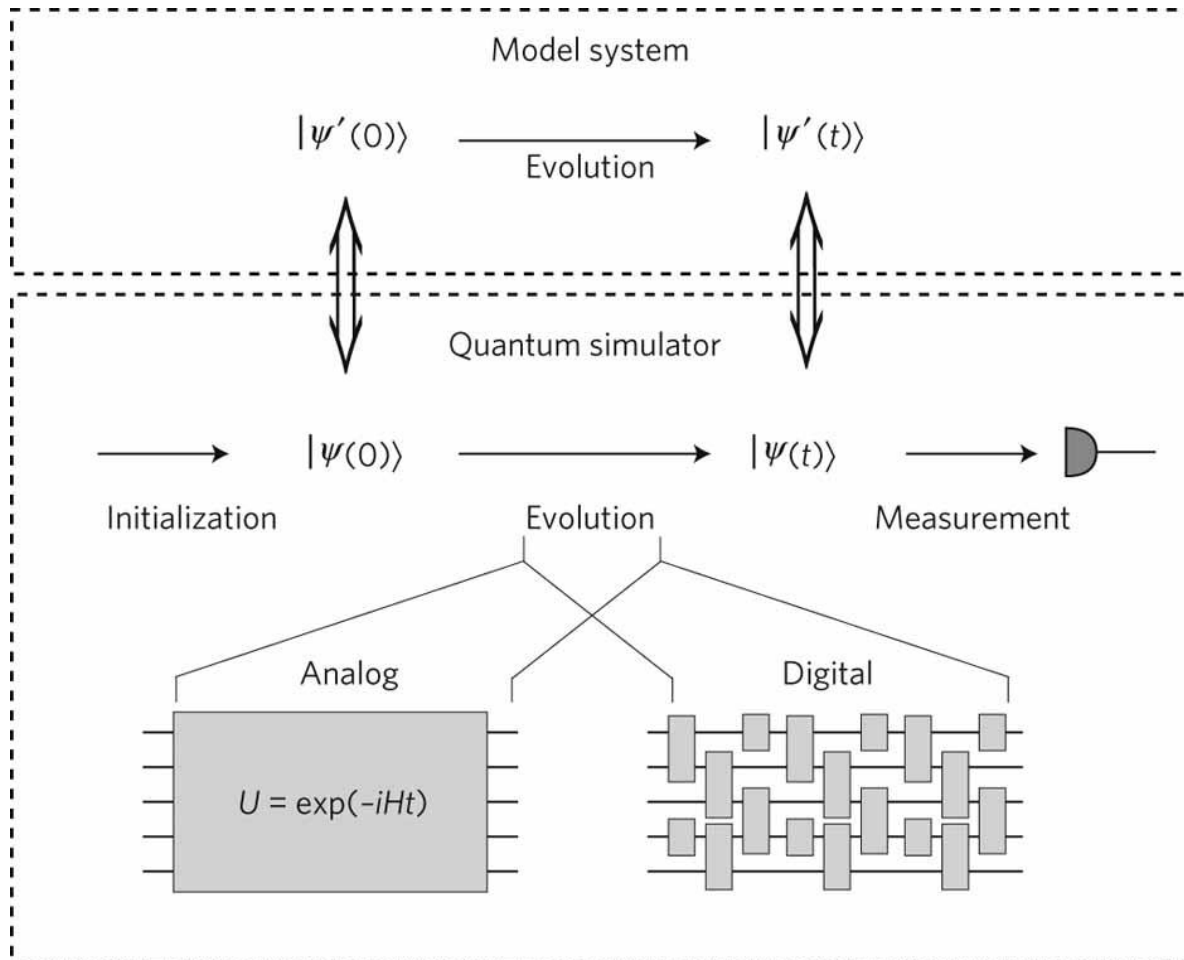 Model system
|ψ′(0)⟩
|ψ′(t)⟩
Evolution
Quantum simulator
|ψ(0)⟩
|ψ(t)⟩
Initialization
Evolution
Measurement
Analog
Digital
U = exp(–iHt)